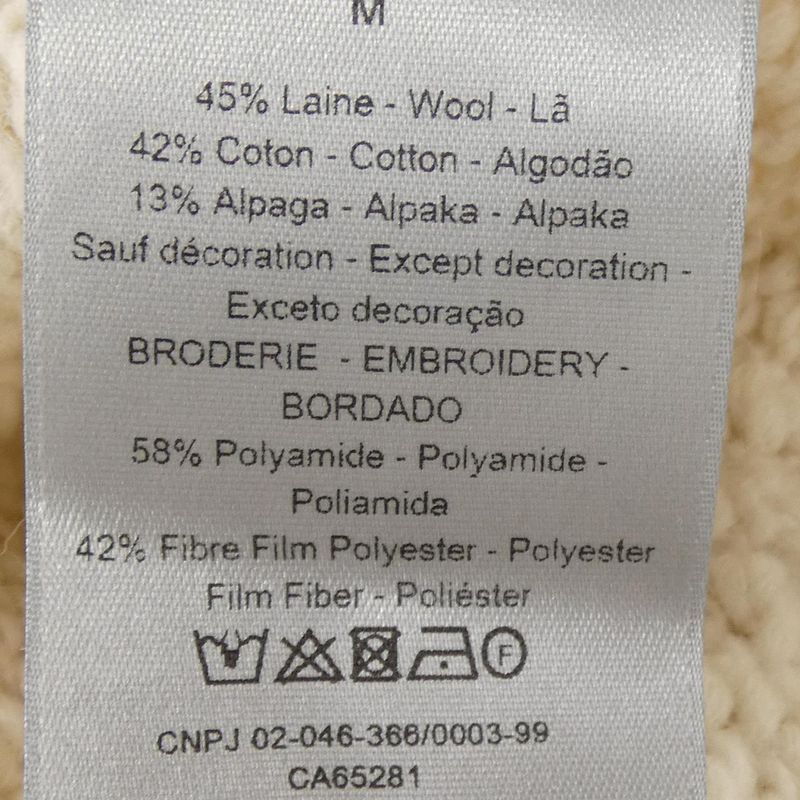 M
45% Laine - Wool - Lã
42% Coton - Cotton - Algodão
13% Alpaga - Alpaka - Alpaka
Sauf décoration - Except decoration -
Exceto decoração
BRODERIE - EMBROIDERY -
BORDADO
58% Polyamide - Polyamide -
Poliamida
42% Fibre Film Polyester - Polyester
Film Fiber - Poliéster
F
CNPJ 02-046-366/0003-99
CA65281